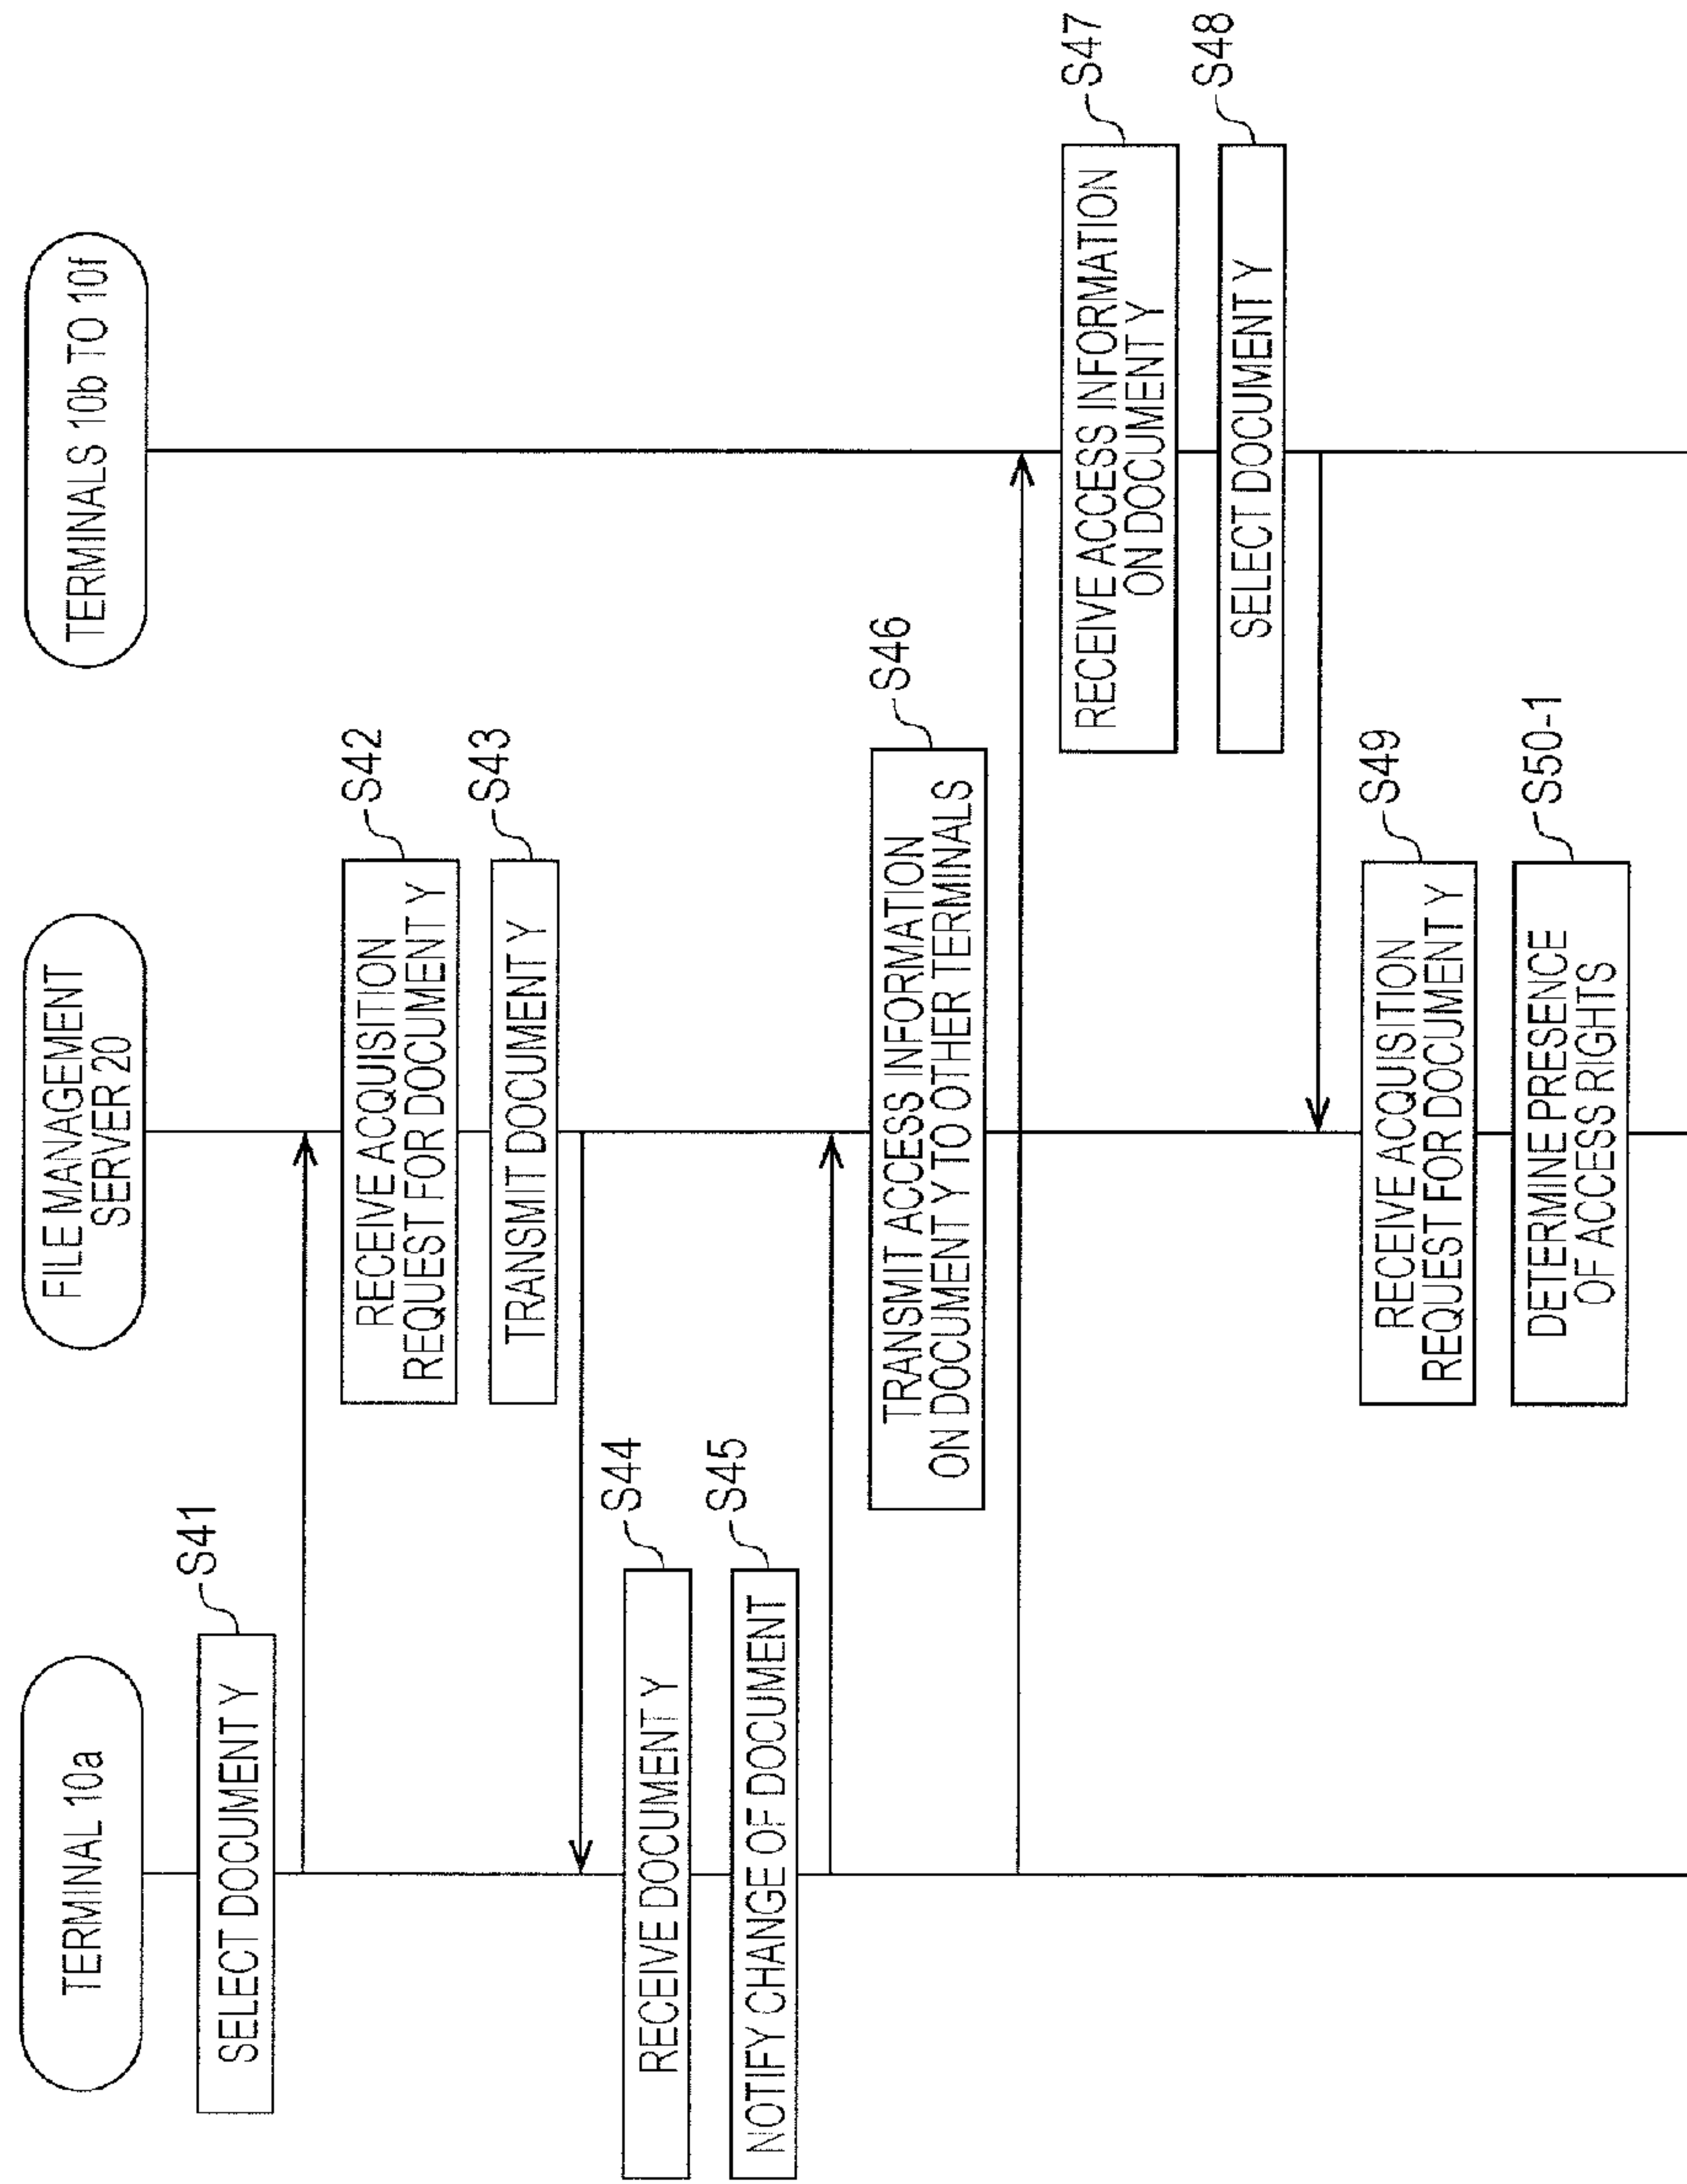 TERMINAL 10a
FILE MANAGEMENT
SERVER 20
TERMINALS 10b TO 10f
SELECT DOCUMENT Y
S41
RECEIVE ACQUISITION
REQUEST FOR DOCUMENT Y
S42
TRANSMIT DOCUMENT Y
S43
RECEIVE DOCUMENT Y
S44
NOTIFY CHANGE OF DOCUMENT
S45
TRANSMIT ACCESS INFORMATION
ON DOCUMENT Y TO OTHER TERMINALS
S46
RECEIVE ACCESS INFORMATION
ON DOCUMENT Y
S47
SELECT DOCUMENT Y
S48
RECEIVE ACQUISITION
REQUEST FOR DOCUMENT Y
S49
DETERMINE PRESENCE
OF ACCESS RIGHTS
S50-1